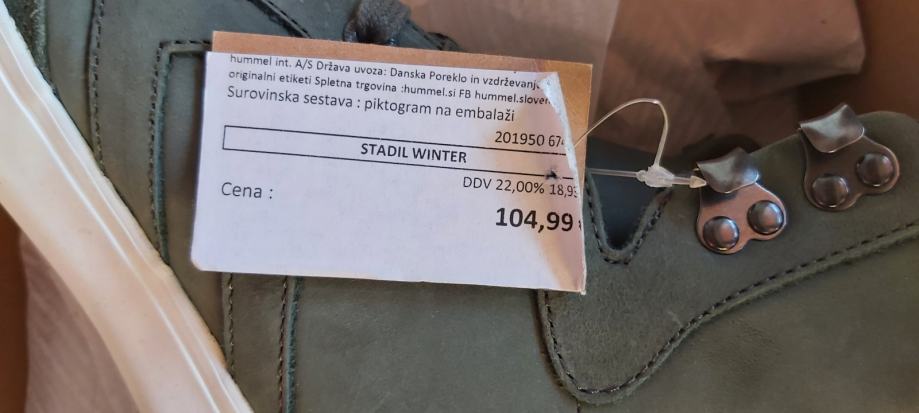 hummel int. A/S Država uvoza: Danska Poreklo in vzdrževanje
originalni etiketi Spletna trgovina :hummel.si FB hummel.sloven
Surovinska sestava : piktogram na embalaži
201950 67
STADIL WINTER
DDV 22,00% 18,93
Cena :
104,99